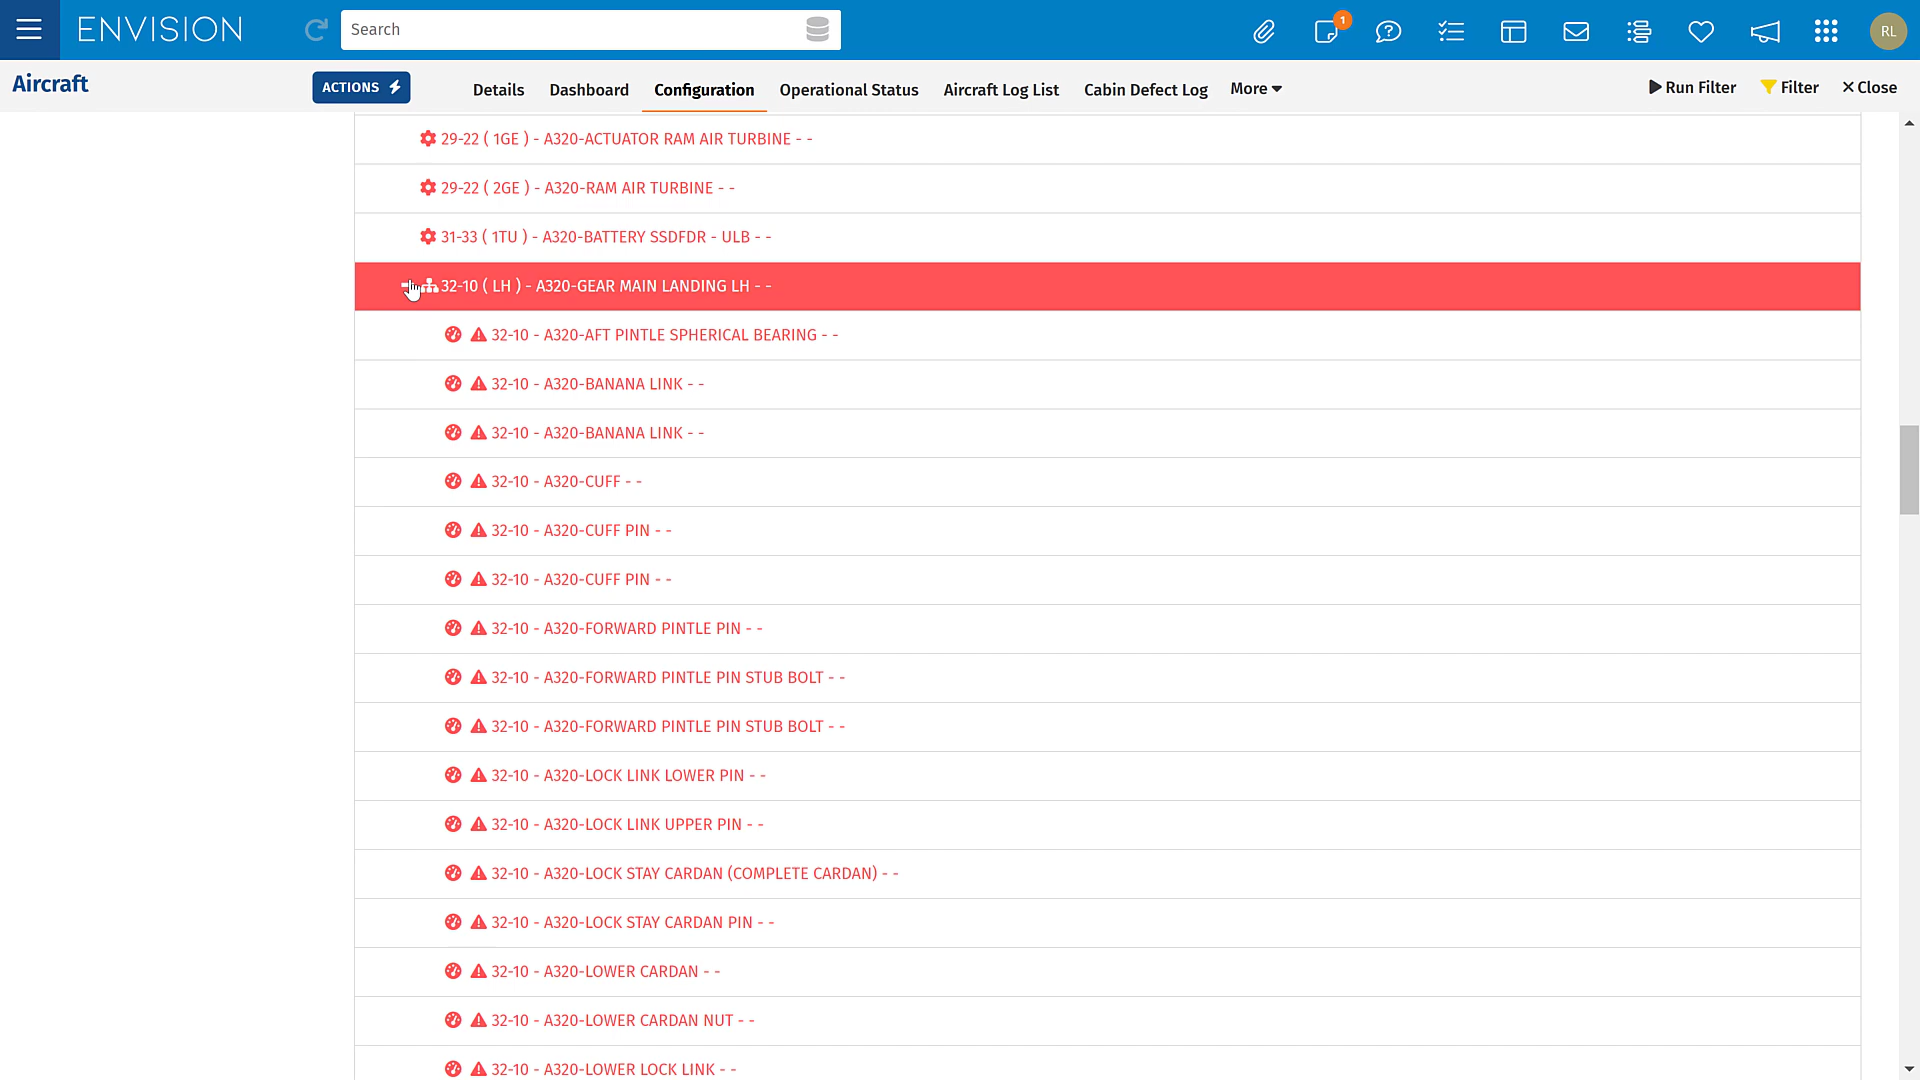 ENVISION
Search
1
RL
Aircraft
ACTIONS
Details
Dashboard
Configuration
Operational Status
Aircraft Log List
Cabin Defect Log
More
Run Filter
Filter
Close
29-22 ( 1GE ) - A320-ACTUATOR RAM AIR TURBINE - -
29-22 ( 2GE ) - A320-RAM AIR TURBINE - -
31-33 ( 1TU ) - A320-BATTERY SSDFDR - ULB - -
32-10 ( LH ) - A320-GEAR MAIN LANDING LH - -
32-10 - A320-AFT PINTLE SPHERICAL BEARING - -
32-10 - A320-BANANA LINK - -
32-10 - A320-BANANA LINK - -
32-10 - A320-CUFF - -
32-10 - A320-CUFF PIN - -
32-10 - A320-CUFF PIN - -
32-10 - A320-FORWARD PINTLE PIN - -
32-10 - A320-FORWARD PINTLE PIN STUB BOLT - -
32-10 - A320-FORWARD PINTLE PIN STUB BOLT - -
32-10 - A320-LOCK LINK LOWER PIN - -
32-10 - A320-LOCK LINK UPPER PIN - -
32-10 - A320-LOCK STAY CARDAN (COMPLETE CARDAN) - -
32-10 - A320-LOCK STAY CARDAN PIN - -
32-10 - A320-LOWER CARDAN - -
32-10 - A320-LOWER CARDAN NUT - -
32-10 - A320-LOWER LOCK LINK - -